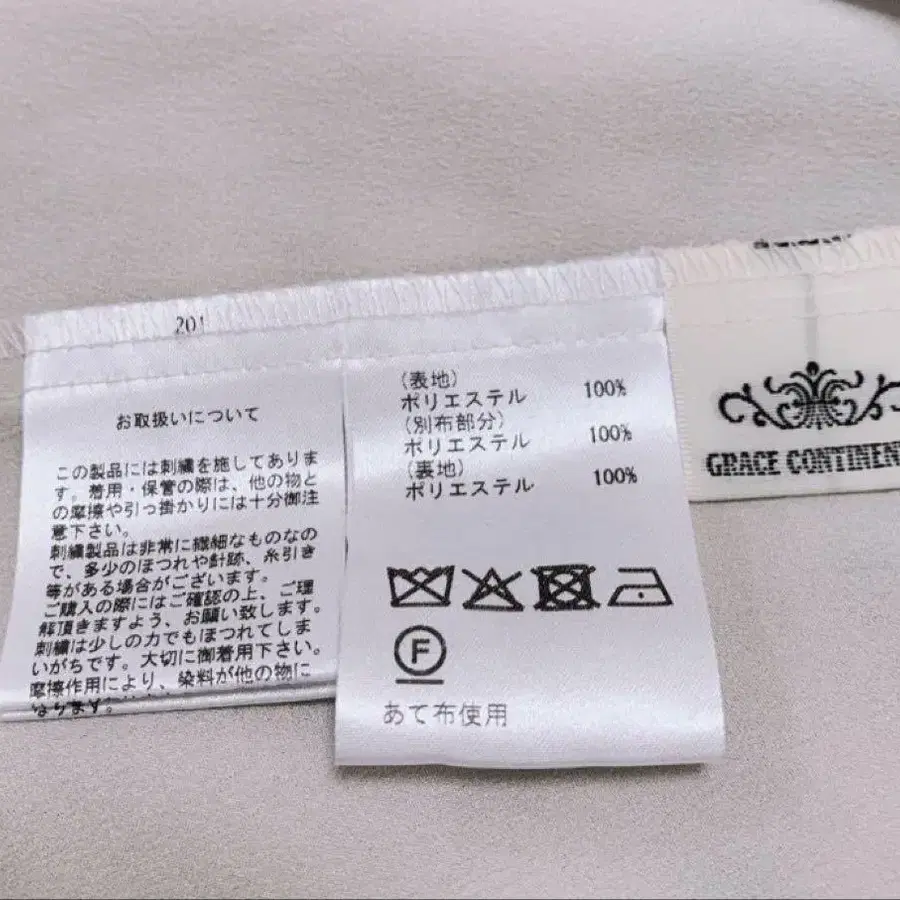 201
お取扱いについて
この製品には刺繍を施してありま
す。着用・保管の際は、他の物と
の摩擦や引っ掛かりには十分御注
意下さい。
刺繍製品は非常に繊細なものなの
で、多少のほつれや針跡、糸引き
等がある場合がございます。
ご購入の際にはご確認の上、ご理
解頂きますよう、お願い致します。
刺繍は少しの力でもほつれてしま
いがちです。大切に御着用下さい。
摩擦作用により、染料が他の物に
(表地)
ポリエステル 100%
(別布部分)
ポリエステル 100%
(裏地)
ポリエステル 100%
F
あて布使用
GRACE CONTINEN